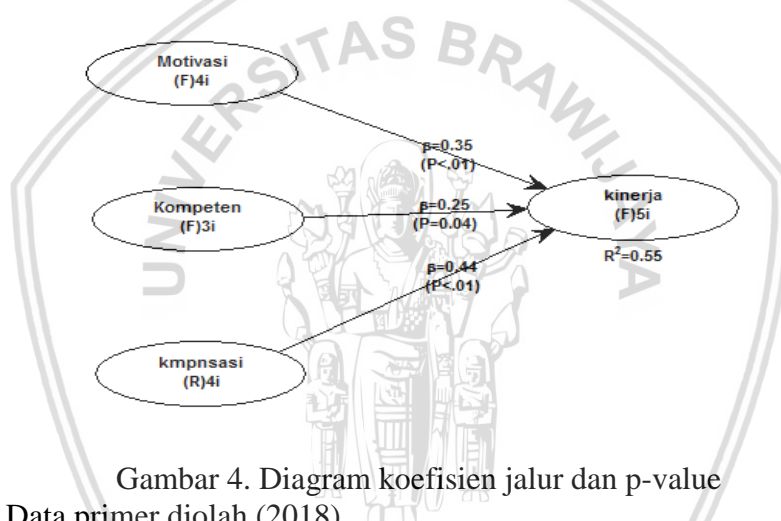 UNIVERSITAS BRAWIJAYA
Motivasi
(F)4i
β=0.35
(P<.01)
Kompeten
(F)3i
β=0.25
(P=0.04)
kinerja
(F)5i
R²=0.55
β=0.44
(P<.01)
kmpnsasi
(R)4i
Gambar 4. Diagram koefisien jalur dan p-value
Data primer diolah (2018)